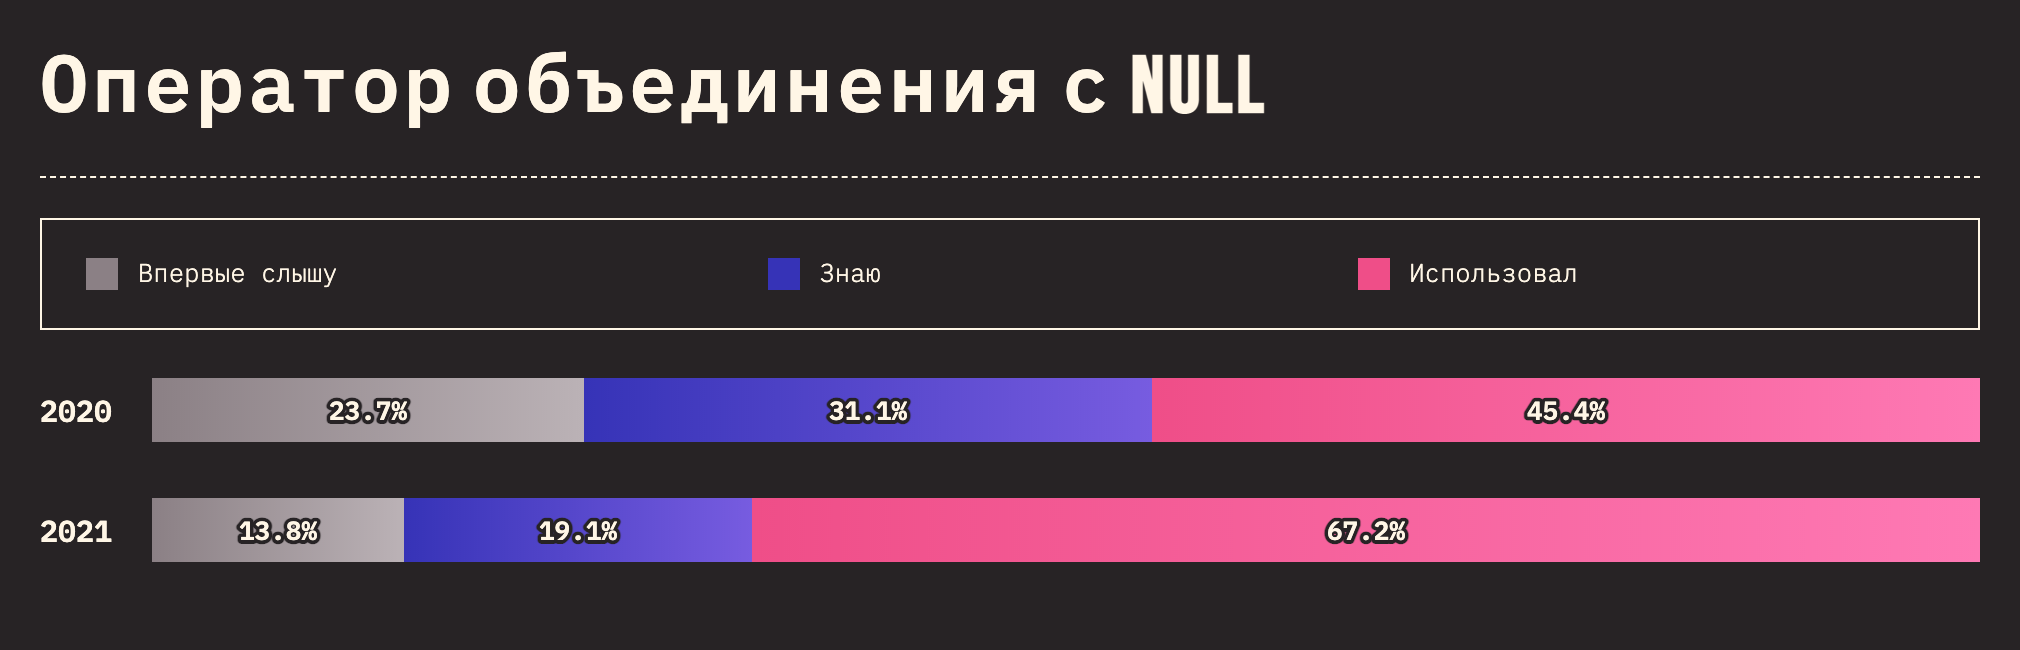 Оператор объединения с NULL
Впервые слышу Знаю Использовал
2020 23.7% 31.1% 45.4%
2021 13.8% 19.1% 67.2%